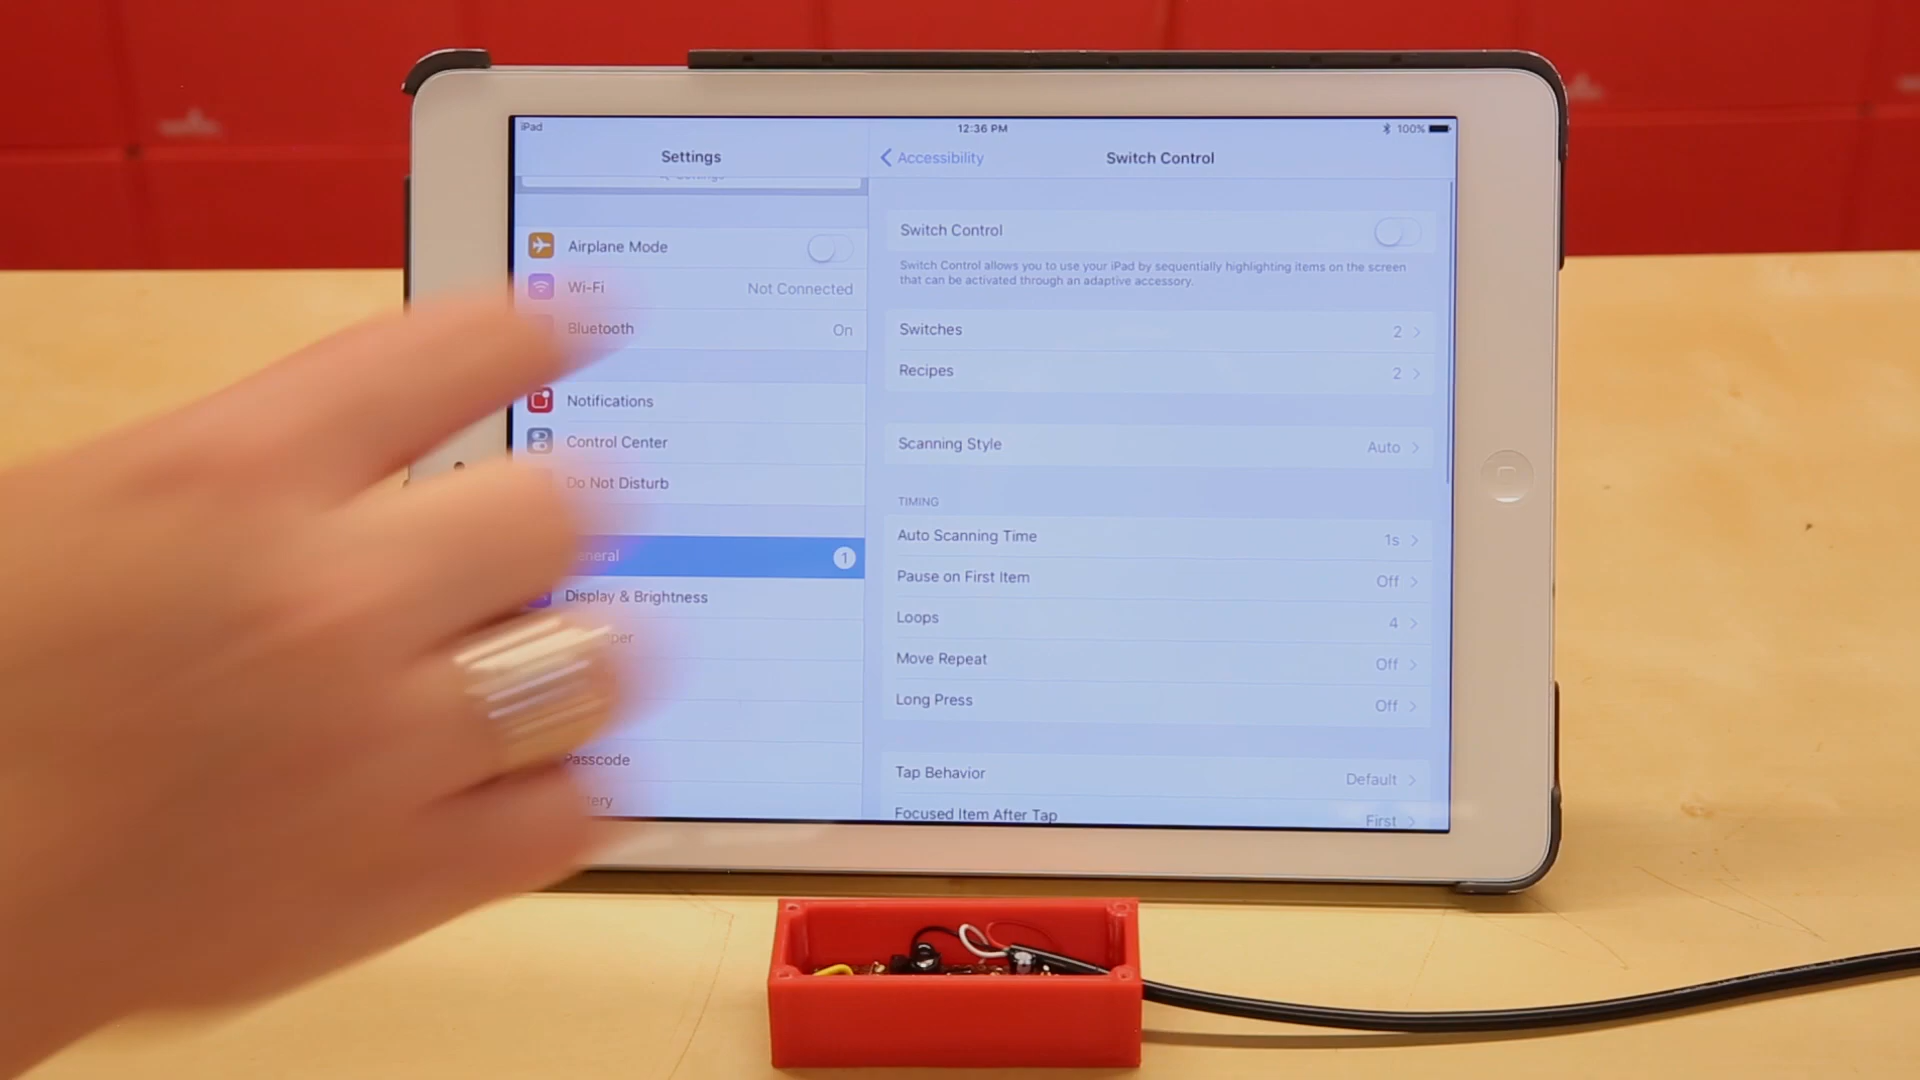 iPad
12:36 PM
100%
Settings
Accessibility
Switch Control
Airplane Mode
Wi-Fi
Not Connected
Bluetooth
On
Notifications
Control Center
Do Not Disturb
eneral
1
Display & Brightness
per
Passcode
tery
Switch Control
Switch Control allows you to use your iPad by sequentially highlighting items on the screen
that can be activated through an adaptive accessory.
Switches 2
Recipes 2
Scanning Style Auto
TIMING
Auto Scanning Time 1s
Pause on First Item Off
Loops 4
Move Repeat Off
Long Press Off
Tap Behavior Default
Focused Item After Tap First